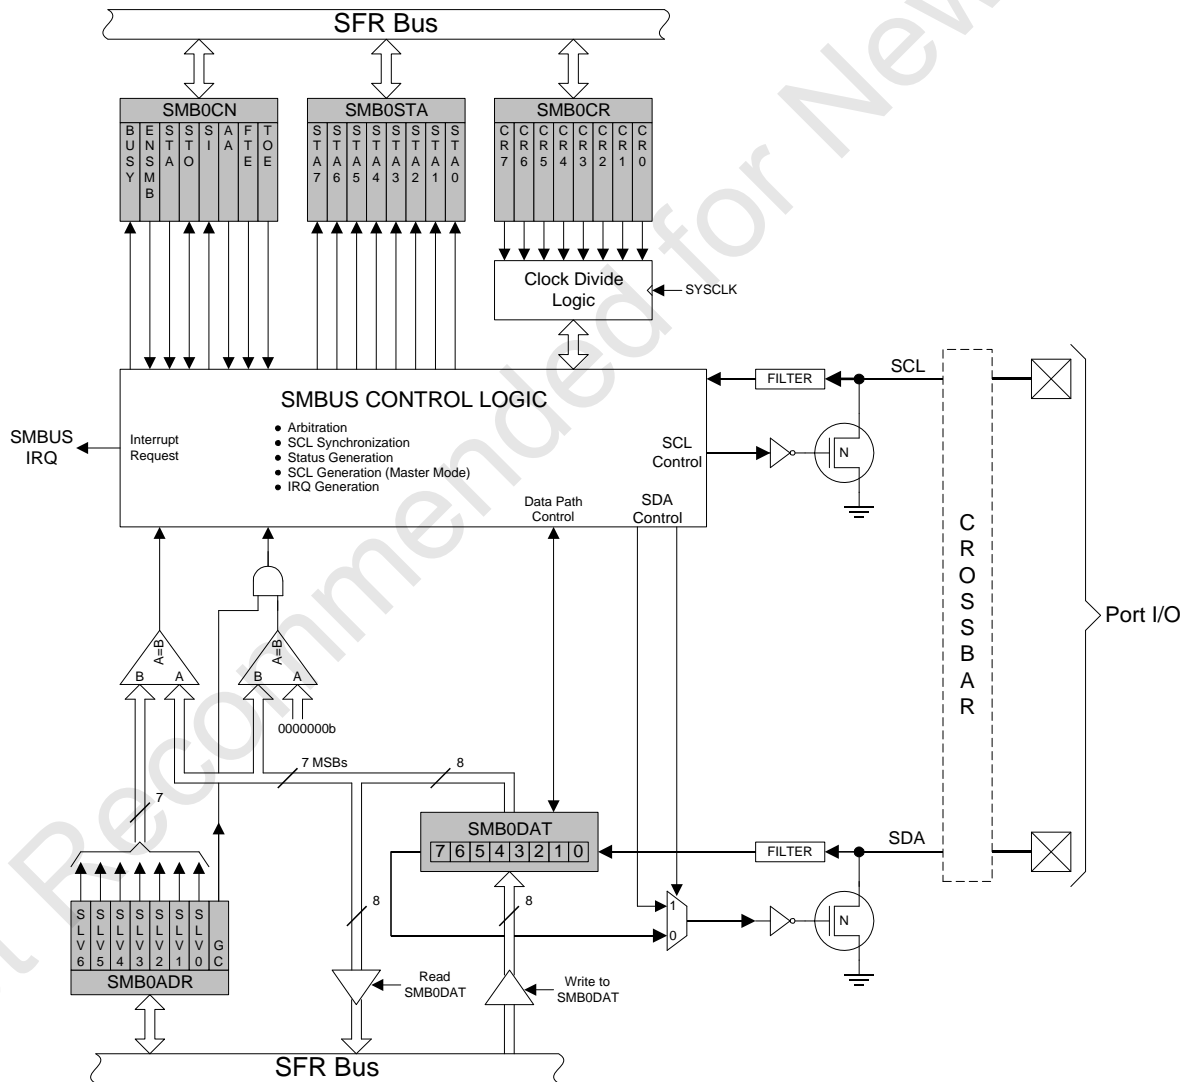 SFR Bus
SMB0CN
BUSY
ENSMB
STA
STO
SI
AA
FTE
TOE
SMB0STA
STA7
STA6
STA5
STA4
STA3
STA2
STA1
STA0
SMB0CR
CR7
CR6
CR5
CR4
CR3
CR2
CR1
CR0
Clock Divide
Logic
SYSCLK
SMBUS CONTROL LOGIC
Arbitration
SCL Synchronization
Status Generation
SCL Generation (Master Mode)
IRQ Generation
SMBUS
IRQ
Interrupt
Request
SCL
Control
Data Path
Control
SDA
Control
FILTER
SCL
N
CROSSBAR
Port I/O
A=B
B
A
A=B
B
A
0000000b
7 MSBs
8
7
SMB0DAT
7 6 5 4 3 2 1 0
FILTER
SDA
1
0
N
8
8
SLV6
SLV5
SLV4
SLV3
SLV2
SLV1
SLV0
GC
SMB0ADR
Read
SMB0DAT
Write to
SMB0DAT
SFR Bus
Recommended for New